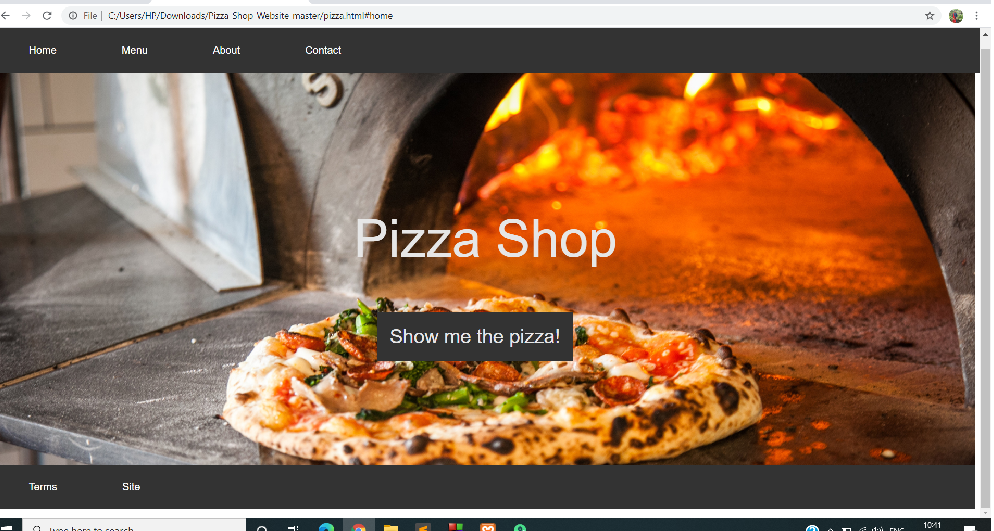 File | C:/Users/HP/Downloads/Pizza-Shop-Website-master/pizza.html#home
Home Menu About Contact
Pizza Shop
Show me the pizza!
Terms Site
Type here to search
ENG
10:41